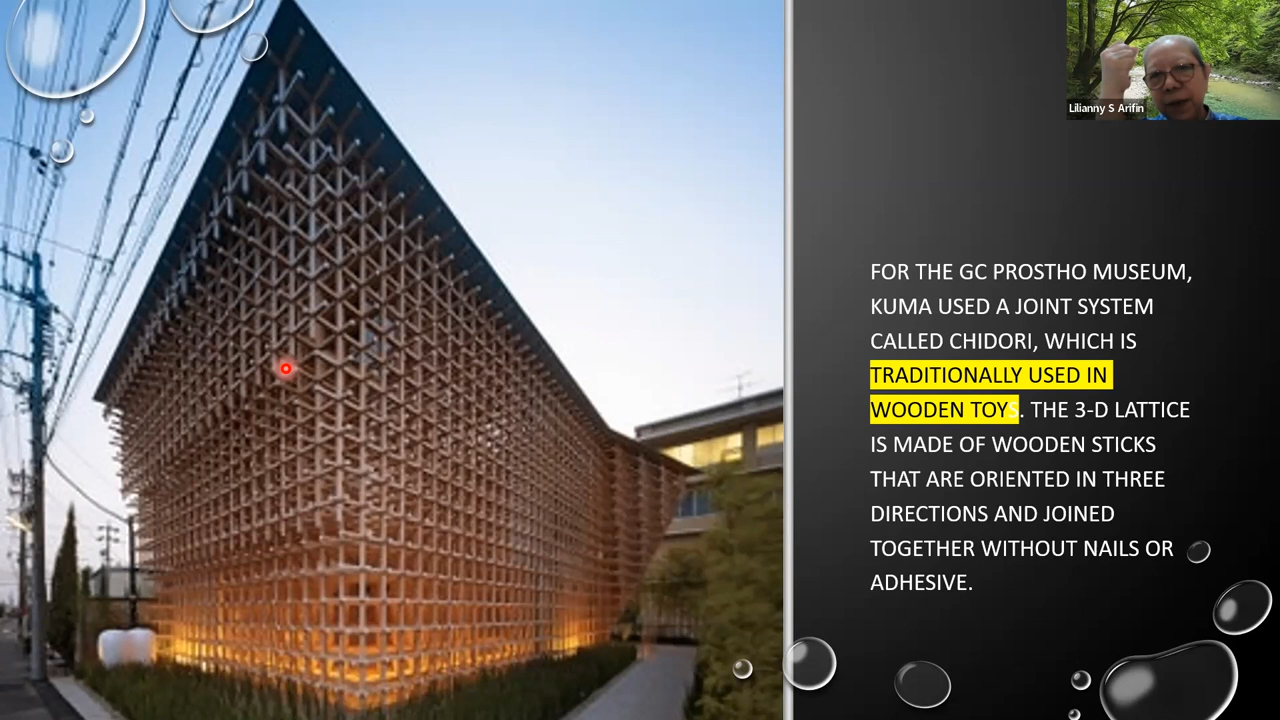 Lilianny S Arifin
FOR THE GC PROSTHO MUSEUM,
KUMA USED A JOINT SYSTEM
CALLED CHIDORI, WHICH IS
TRADITIONALLY USED IN
WOODEN TOYS. THE 3-D LATTICE
IS MADE OF WOODEN STICKS
THAT ARE ORIENTED IN THREE
DIRECTIONS AND JOINED
TOGETHER WITHOUT NAILS OR
ADHESIVE.